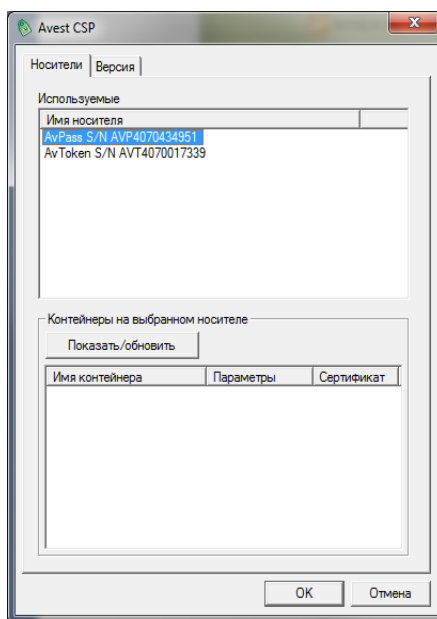 Avest CSP
Носители Версия
Используемые
Имя носителя
AvPass S/N AVP4070434951
AvToken S/N AVT4070017339
Контейнеры на выбранном носителе
Показать/обновить
Имя контейнера Параметры Сертификат
OK Отмена